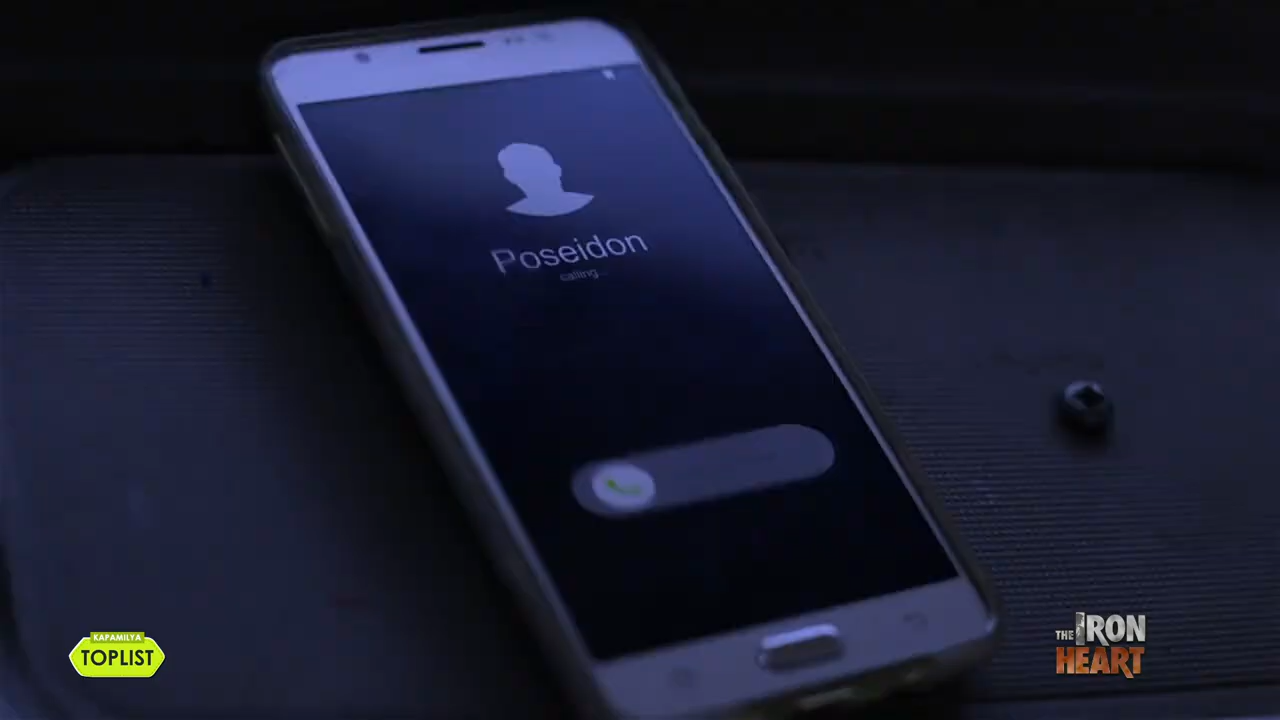 Poseidon
calling...
KAPAMILYA
TOPLIST
THE IRON
HEART